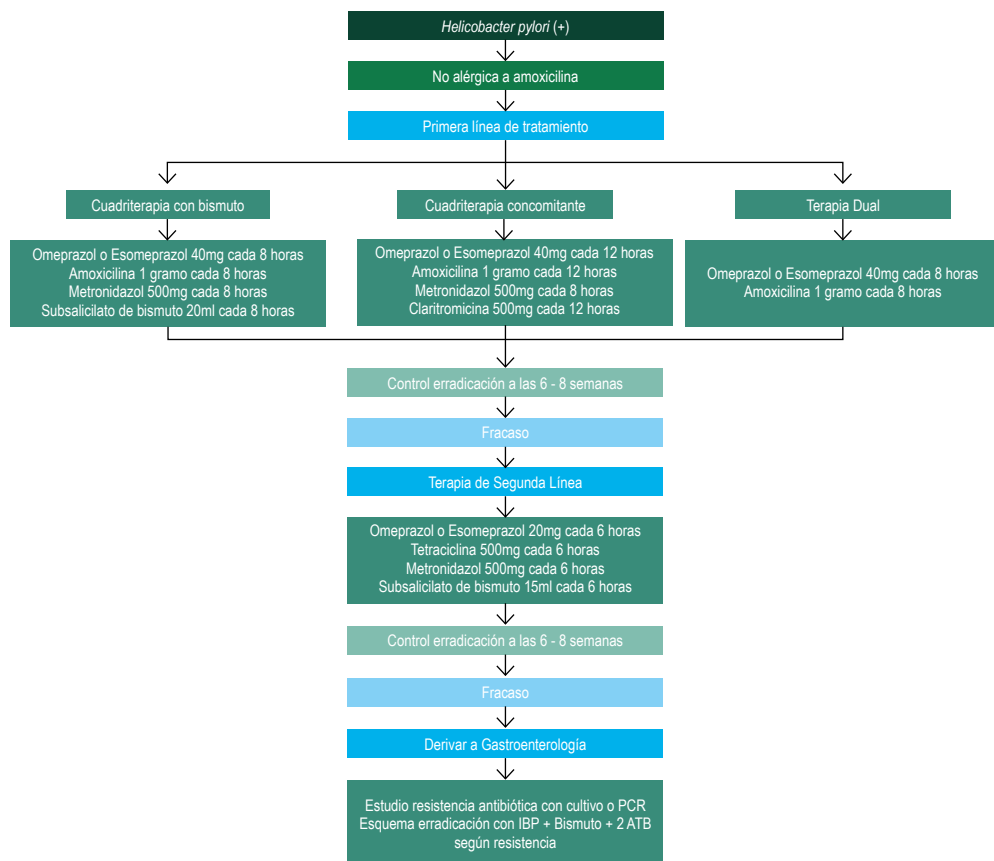 Helicobacter pylori (+)
No alérgica a amoxicilina
Primera línea de tratamiento
Cuadriterapia con bismuto
Omeprazol o Esomeprazol 40mg cada 8 horas
Amoxicilina 1 gramo cada 8 horas
Metronidazol 500mg cada 8 horas
Subsalicilato de bismuto 20ml cada 8 horas
Cuadriterapia concomitante
Omeprazol o Esomeprazol 40mg cada 12 horas
Amoxicilina 1 gramo cada 12 horas
Metronidazol 500mg cada 8 horas
Claritromicina 500mg cada 12 horas
Terapia Dual
Omeprazol o Esomeprazol 40mg cada 8 horas
Amoxicilina 1 gramo cada 8 horas
Control erradicación a las 6 - 8 semanas
Fracaso
Terapia de Segunda Línea
Omeprazol o Esomeprazol 20mg cada 6 horas
Tetraciclina 500mg cada 6 horas
Metronidazol 500mg cada 6 horas
Subsalicilato de bismuto 15ml cada 6 horas
Control erradicación a las 6 - 8 semanas
Fracaso
Derivar a Gastroenterología
Estudio resistencia antibiótica con cultivo o PCR
Esquema erradicación con IBP + Bismuto + 2 ATB
según resistencia